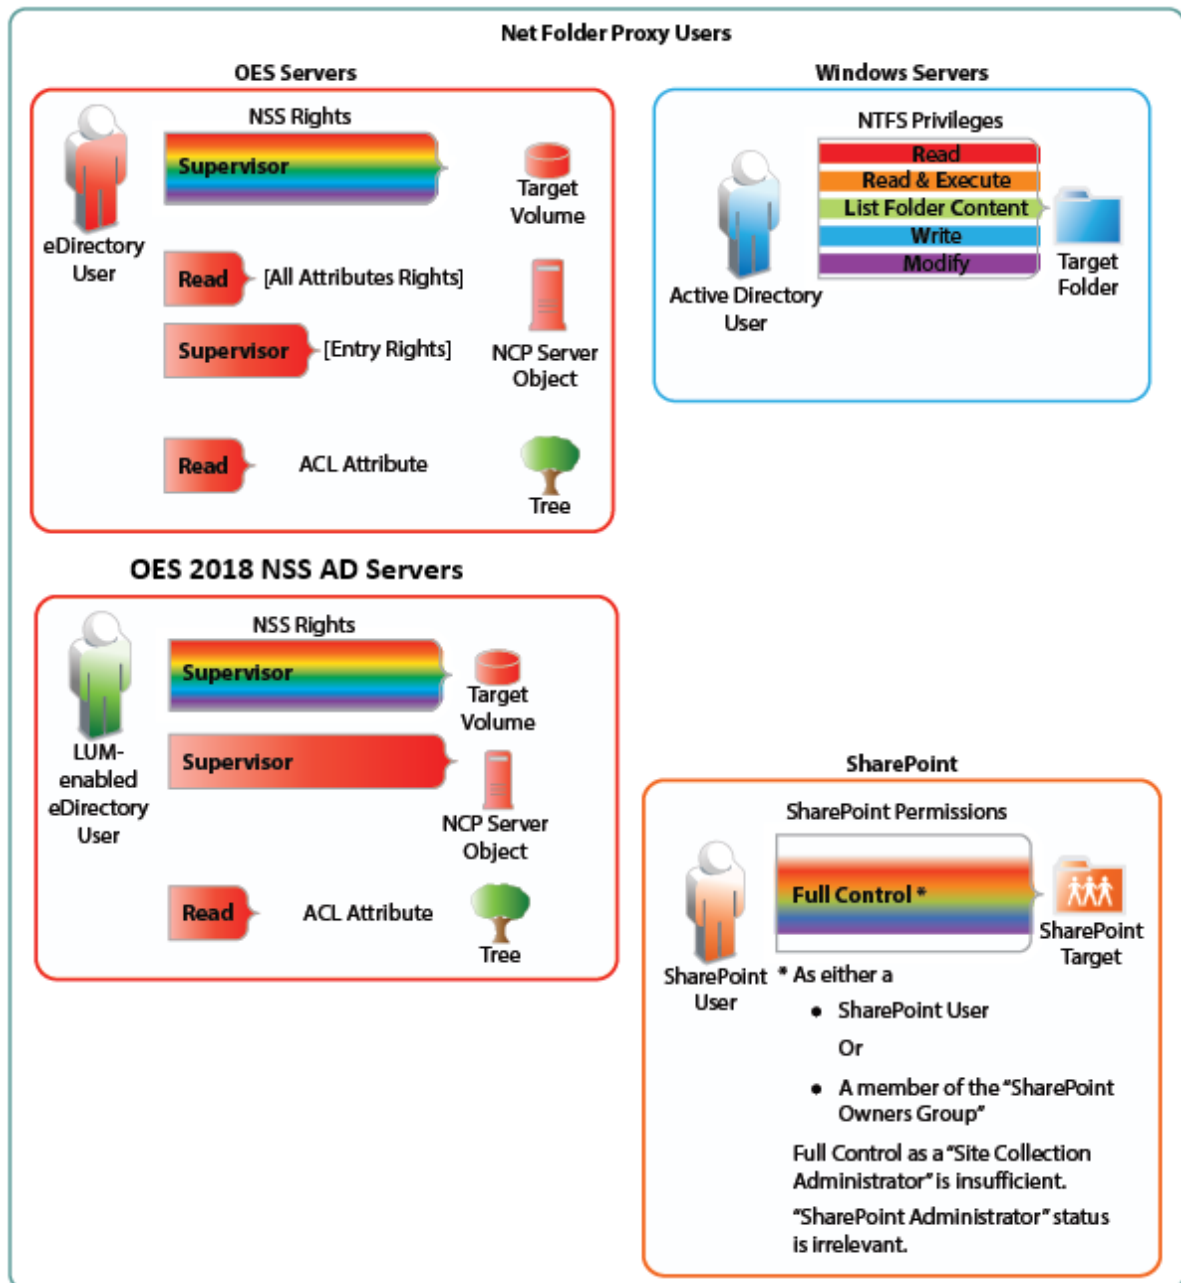 Net Folder Proxy Users
OES Servers
NSS Rights
Supervisor
Target
Volume
eDirectory
User
Read
[All Attributes Rights]
Supervisor
[Entry Rights]
NCP Server
Object
Read
ACL Attribute
Tree
Windows Servers
NTFS Privileges
Read
Read & Execute
List Folder Content
Write
Modify
Active Directory
User
Target
Folder
OES 2018 NSS AD Servers
NSS Rights
Supervisor
Target
Volume
LUM-
enabled
eDirectory
User
Supervisor
NCP Server
Object
Read
ACL Attribute
Tree
SharePoint
SharePoint Permissions
Full Control *
SharePoint
User
SharePoint
Target
* As either a
● SharePoint User
Or
● A member of the “SharePoint
Owners Group”
Full Control as a “Site Collection
Administrator” is insufficient.
“SharePoint Administrator” status
is irrelevant.